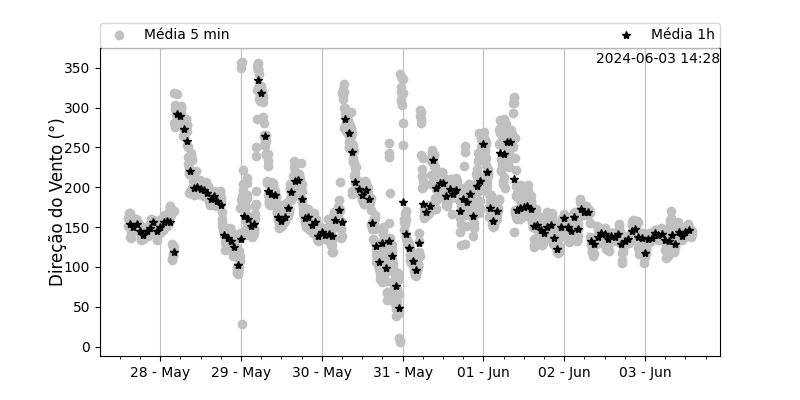 Média 5 min
Média 1h
2024-06-03 14:28
Direção do Vento (°)
350
300
250
200
150
100
50
0
28 - May
29 - May
30 - May
31 - May
01 - Jun
02 - Jun
03 - Jun